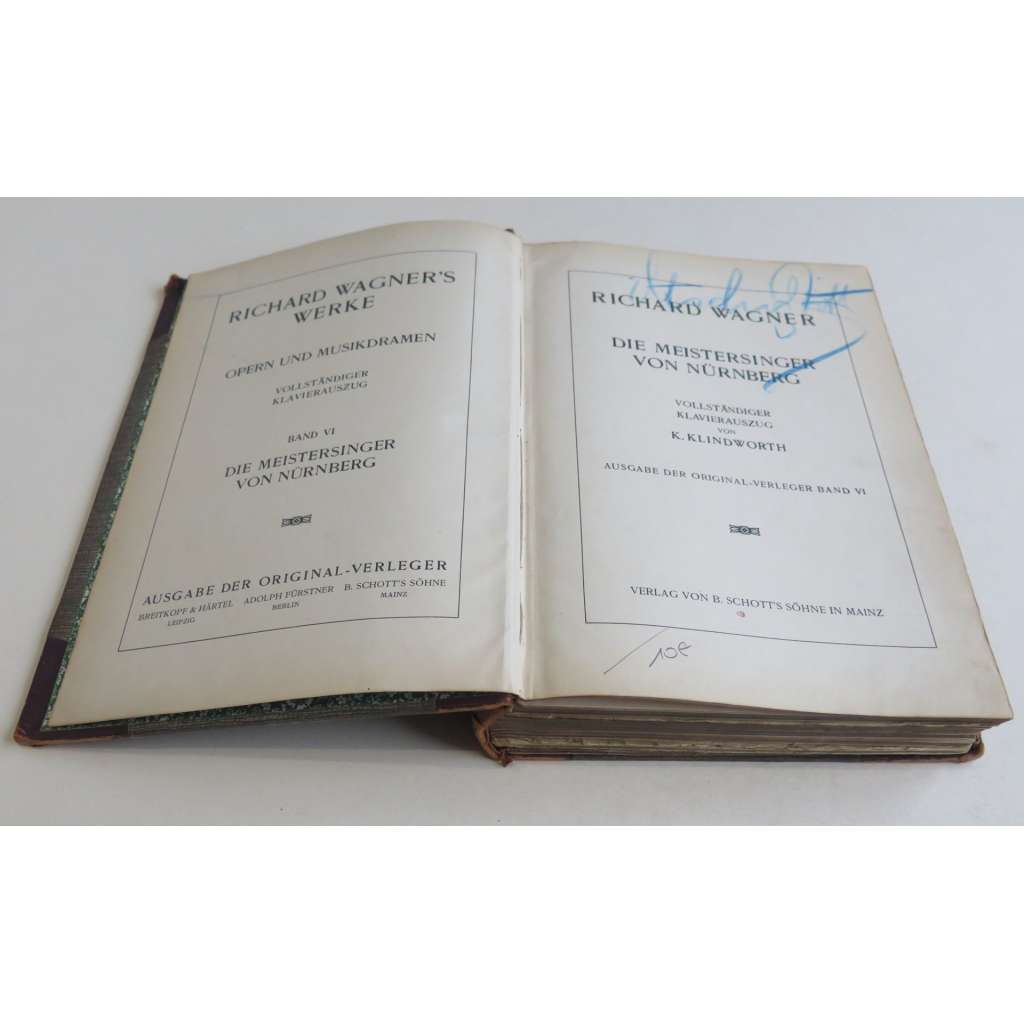 RICHARD WAGNER'S
WERKE
OPERN UND MUSIKDRAMEN
VOLLSTÄNDIGER
KLAVIERAUSZUG
BAND VI
DIE MEISTERSINGER
VON NÜRNBERG
AUSGABE DER ORIGINAL-VERLEGER
BREITKOPF & HÄRTEL ADOLPH FÜRSTNER B. SCHOTT'S SÖHNE
LEIPZIG BERLIN MAINZ
RICHARD WAGNER
DIE MEISTERSINGER
VON NÜRNBERG
VOLLSTÄNDIGER
KLAVIERAUSZUG
VON
K. KLINDWORTH
AUSGABE DER ORIGINAL-VERLEGER BAND VI
VERLAG VON B. SCHOTT'S SÖHNE IN MAINZ